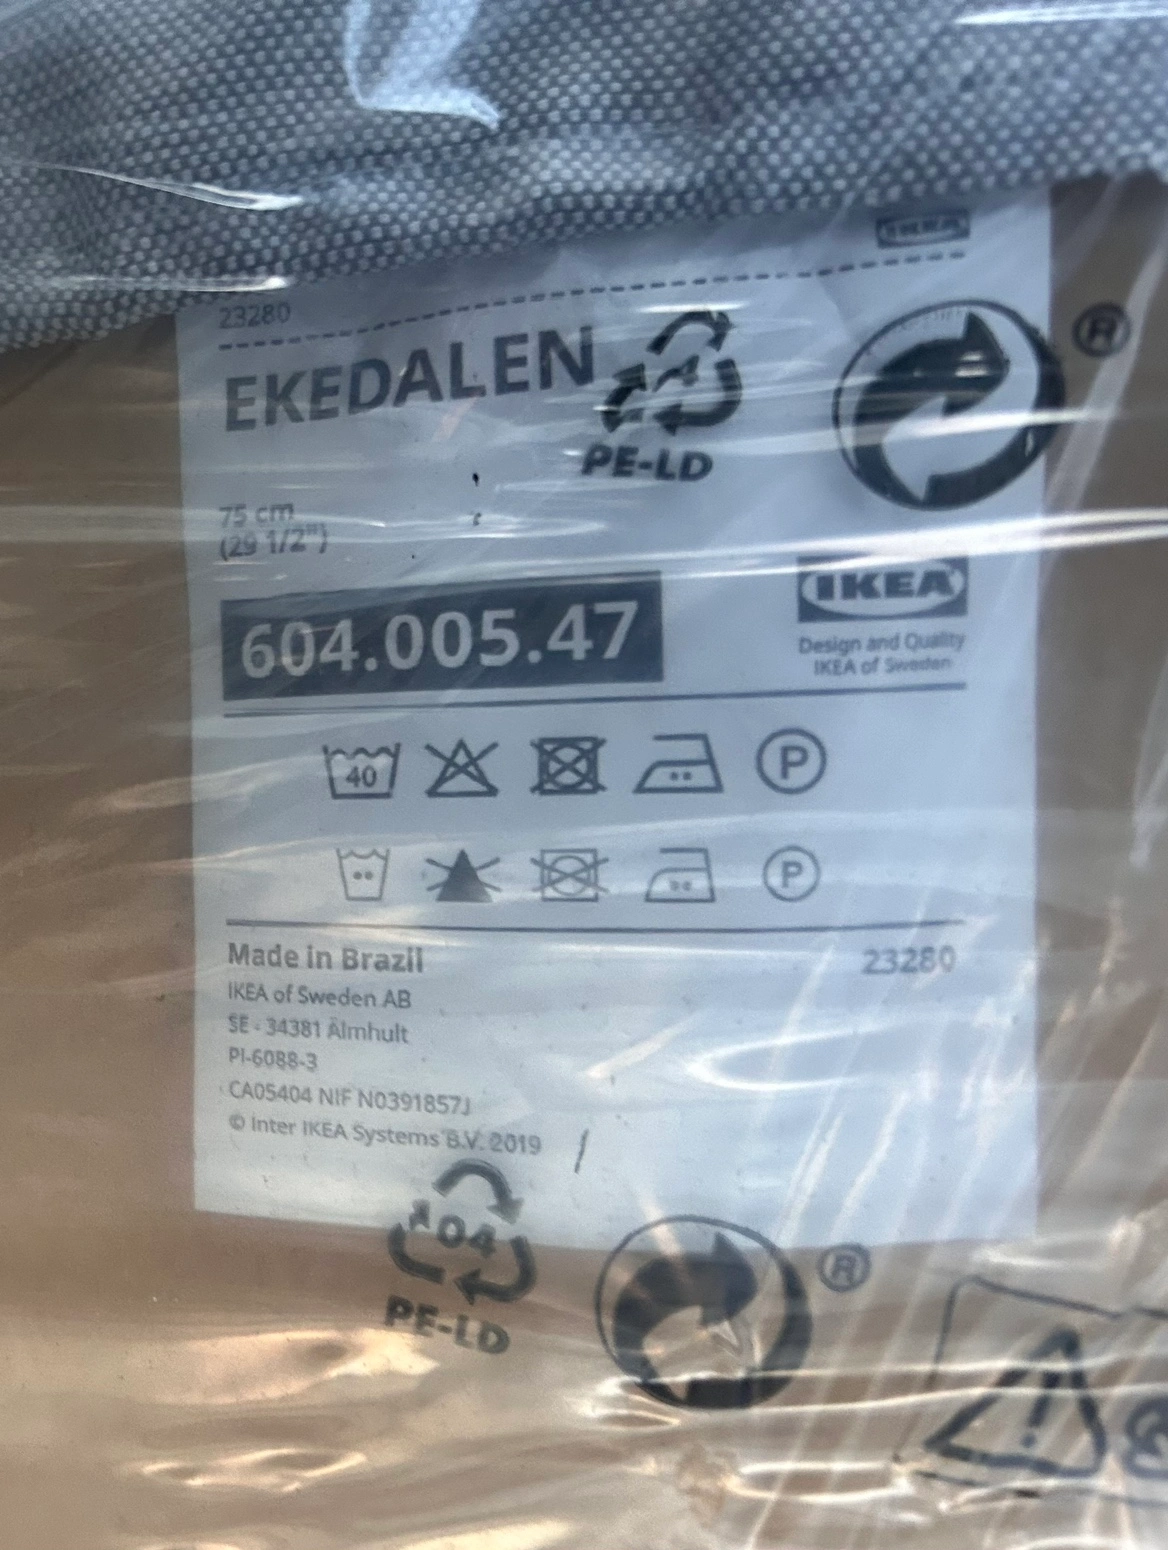 IKEA
23280
EKEDALEN
4
PE-LD
®
75 cm
(29 1/2")
604.005.47
IKEA
Design and Quality
IKEA of Sweden
40
P
P
Made in Brazil
23280
IKEA of Sweden AB
SE - 34381 Älmhult
PI-6088-3
CA05404 NIF N0391857J
© Inter IKEA Systems B.V. 2019
04
PE-LD
®